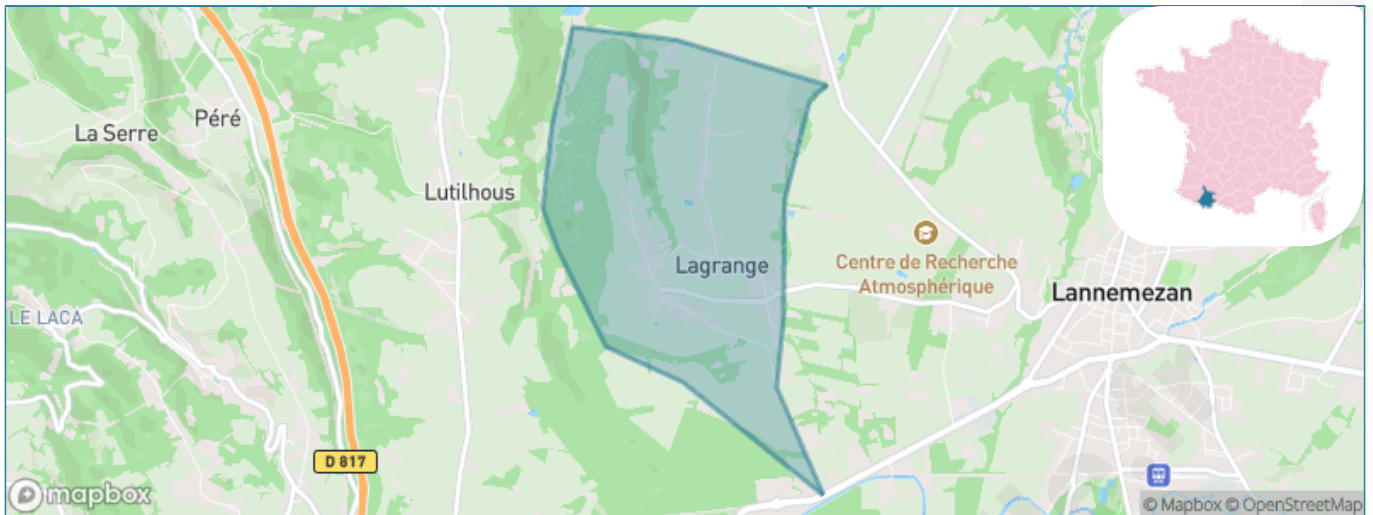 Péré
La Serre
Lutilhous
Lagrange
Centre de Recherche
Atmosphérique
Lannemezan
LE LACA
D 817
mapbox
© Mapbox © OpenStreetMap